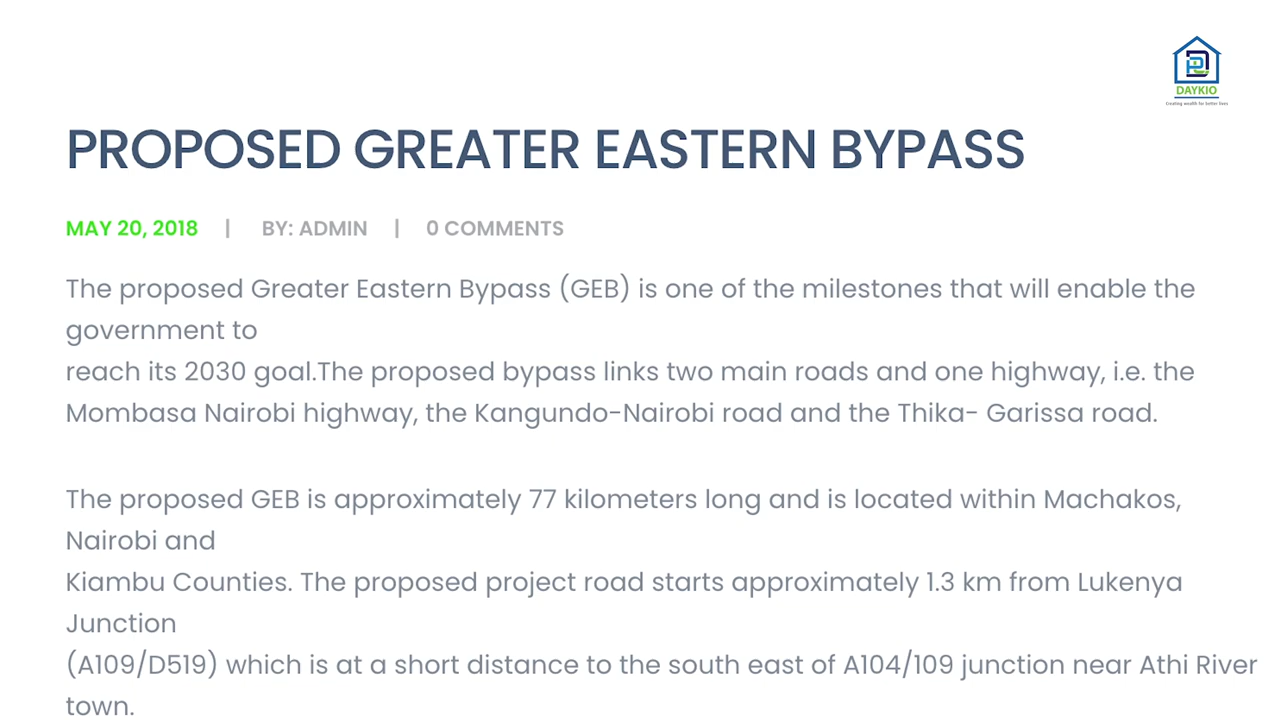 DAYKIO
Creating wealth for better lives
PROPOSED GREATER EASTERN BYPASS
MAY 20, 2018 | BY: ADMIN | 0 COMMENTS
The proposed Greater Eastern Bypass (GEB) is one of the milestones that will enable the
government to
reach its 2030 goal.The proposed bypass links two main roads and one highway, i.e. the
Mombasa Nairobi highway, the Kangundo-Nairobi road and the Thika- Garissa road.
The proposed GEB is approximately 77 kilometers long and is located within Machakos,
Nairobi and
Kiambu Counties. The proposed project road starts approximately 1.3 km from Lukenya
Junction
(A109/D519) which is at a short distance to the south east of A104/109 junction near Athi River
town.